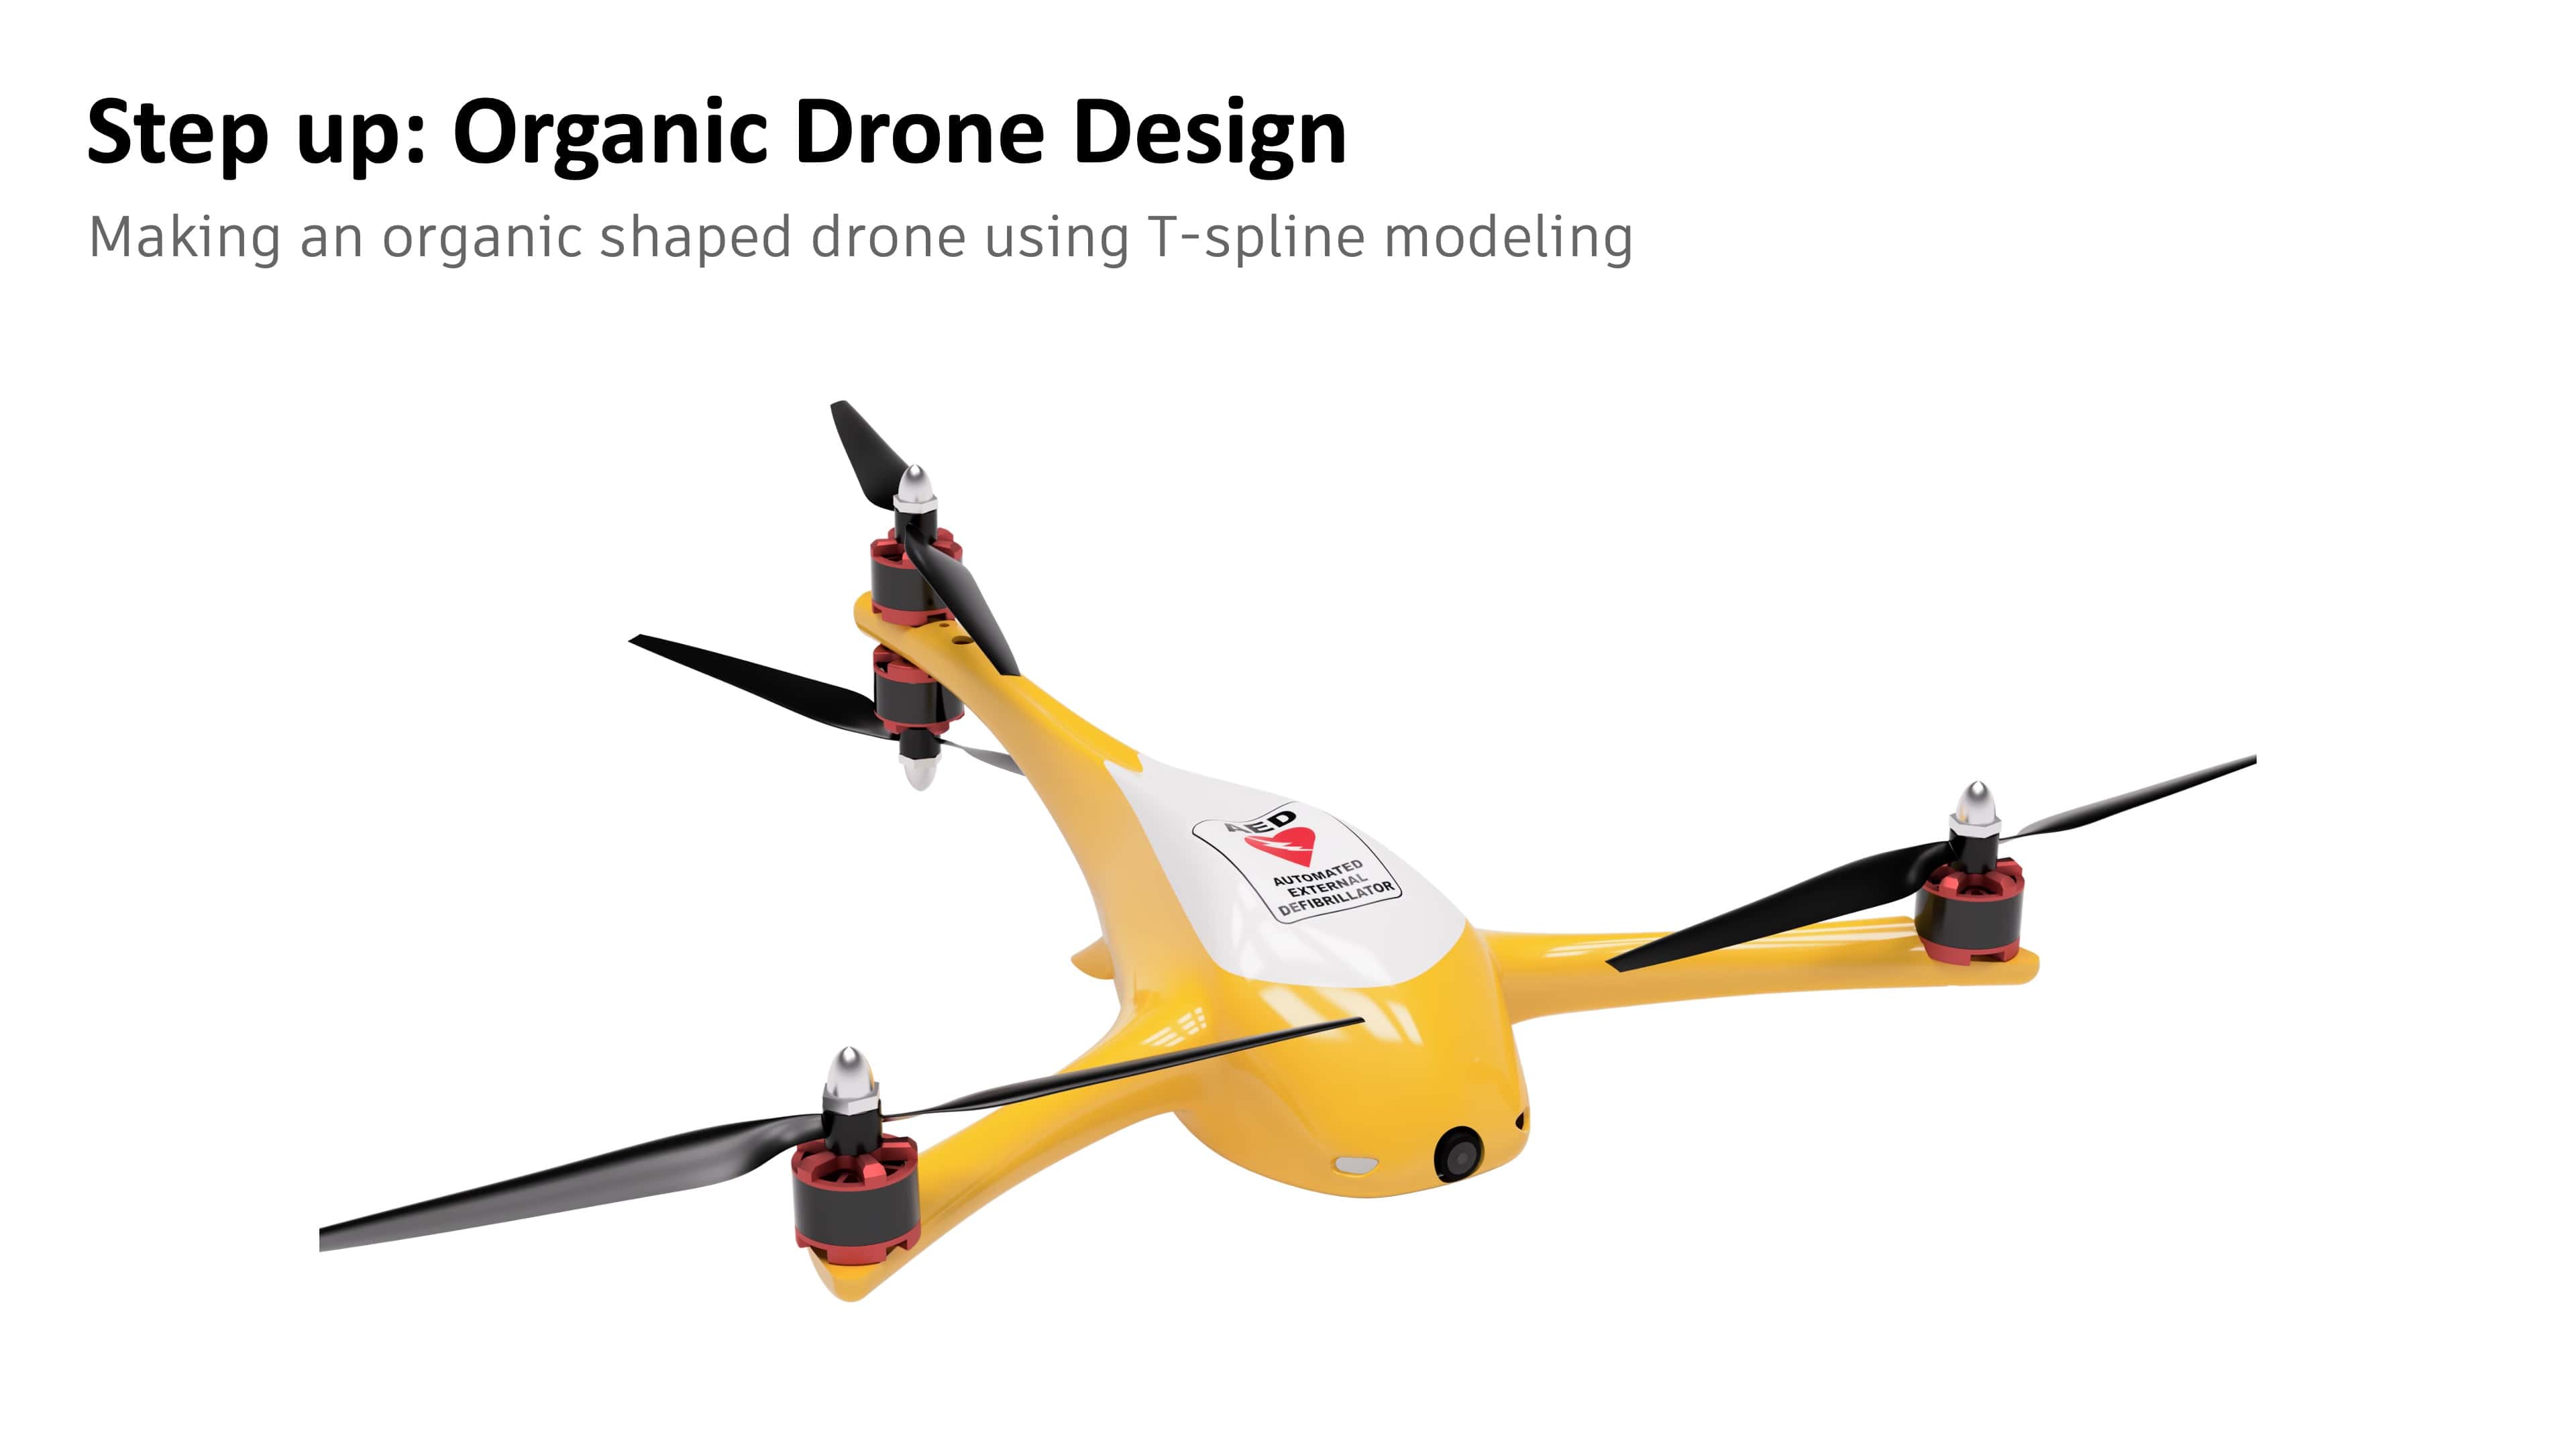 Step up: Organic Drone Design
Making an organic shaped drone using T-spline modeling
AED
AUTOMATED
EXTERNAL
DEFIBRILLATOR